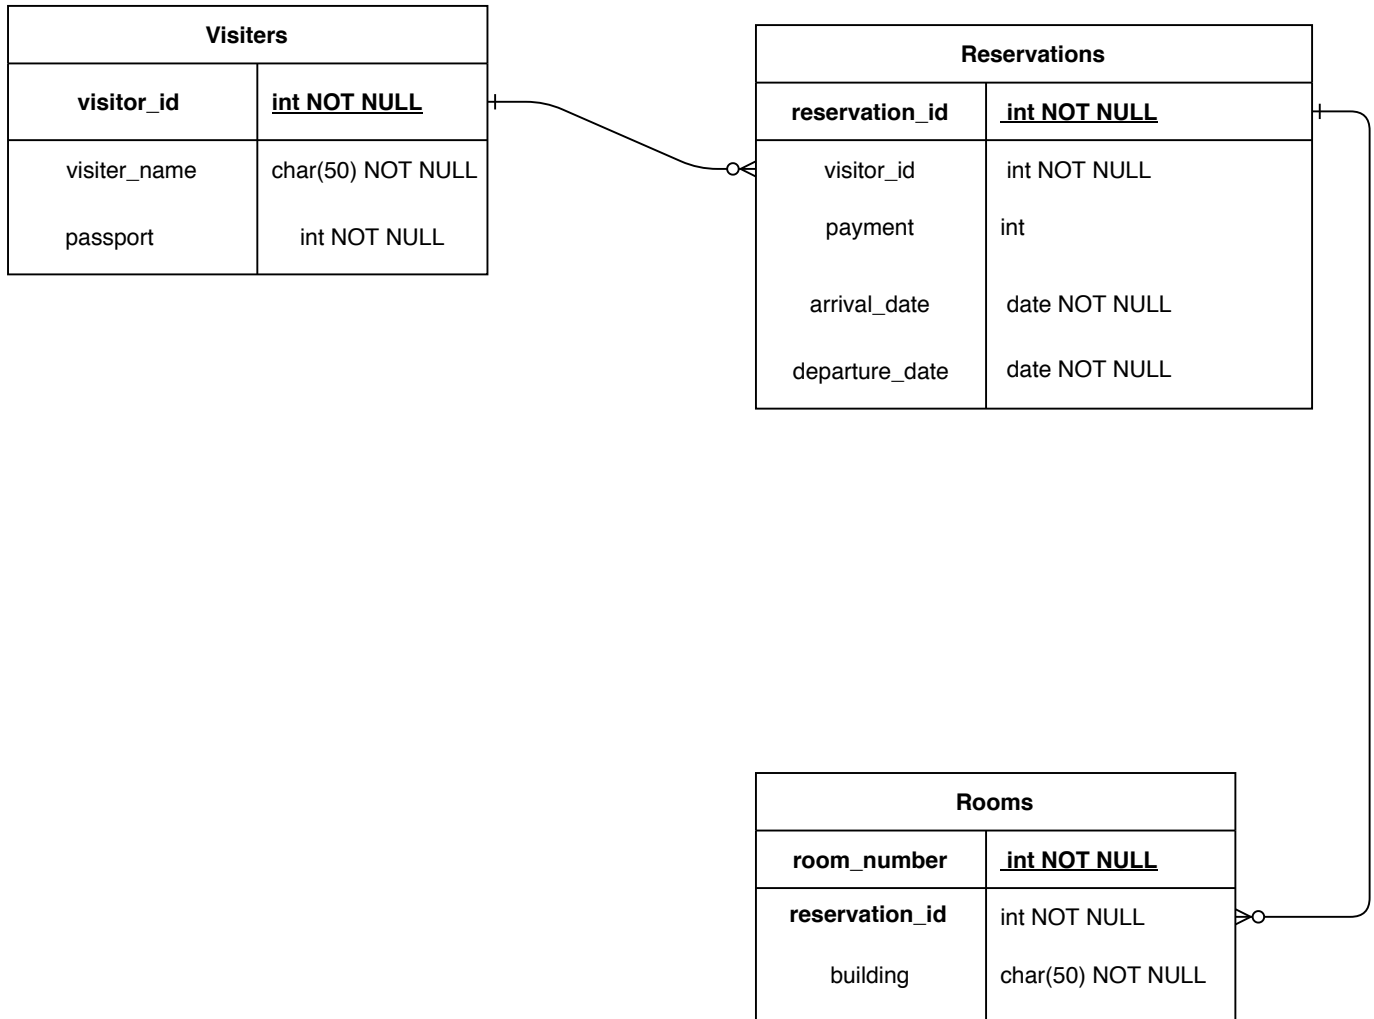 Visiters
visitor_id int NOT NULL
visiter_name char(50) NOT NULL
passport int NOT NULL
Reservations
reservation_id int NOT NULL
visitor_id int NOT NULL
payment int
arrival_date date NOT NULL
departure_date date NOT NULL
Rooms
room_number int NOT NULL
reservation_id int NOT NULL
building char(50) NOT NULL